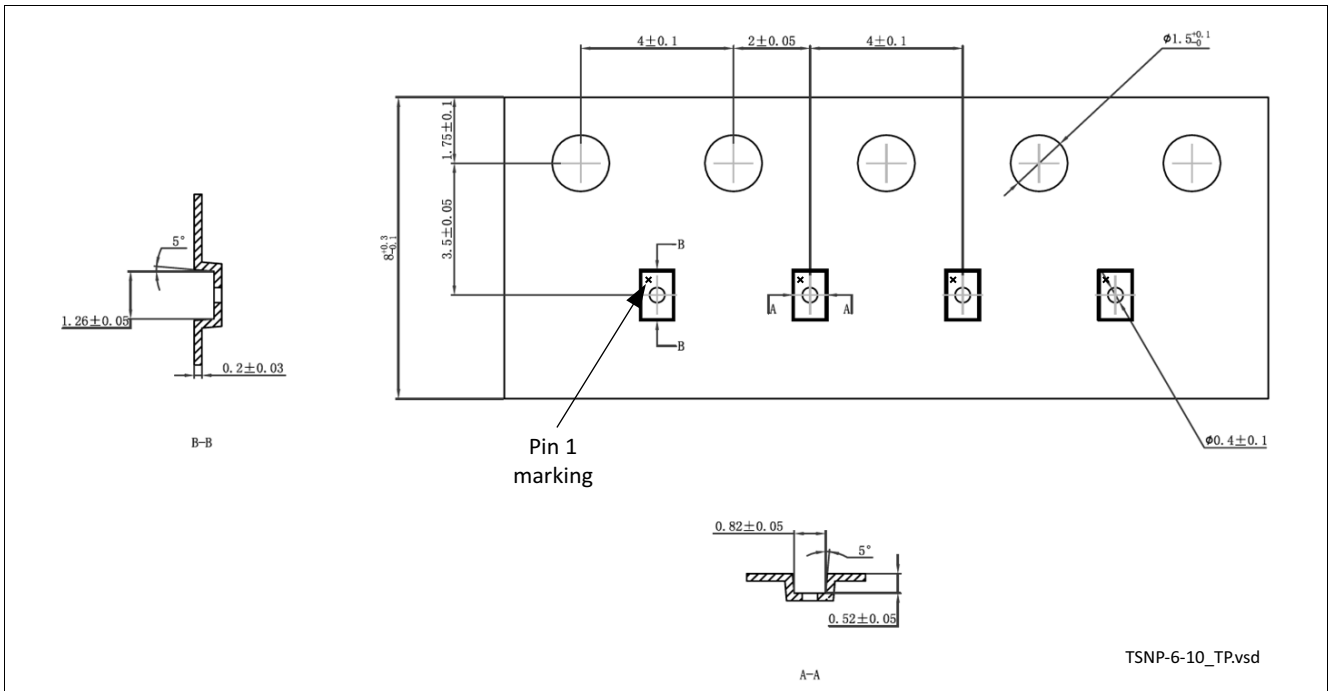 4±0.1
2±0.05
4±0.1
ϕ1.5+0.1 -0
1.75±0.1
8+0.3 -0.1
3.5±0.05
5°
B
1.26±0.05
A
A
0.2±0.03
B
B-B
Pin 1
marking
ϕ0.4±0.1
0.82±0.05
5°
0.52±0.05
A-A
TSNP-6-10_TP.vsd